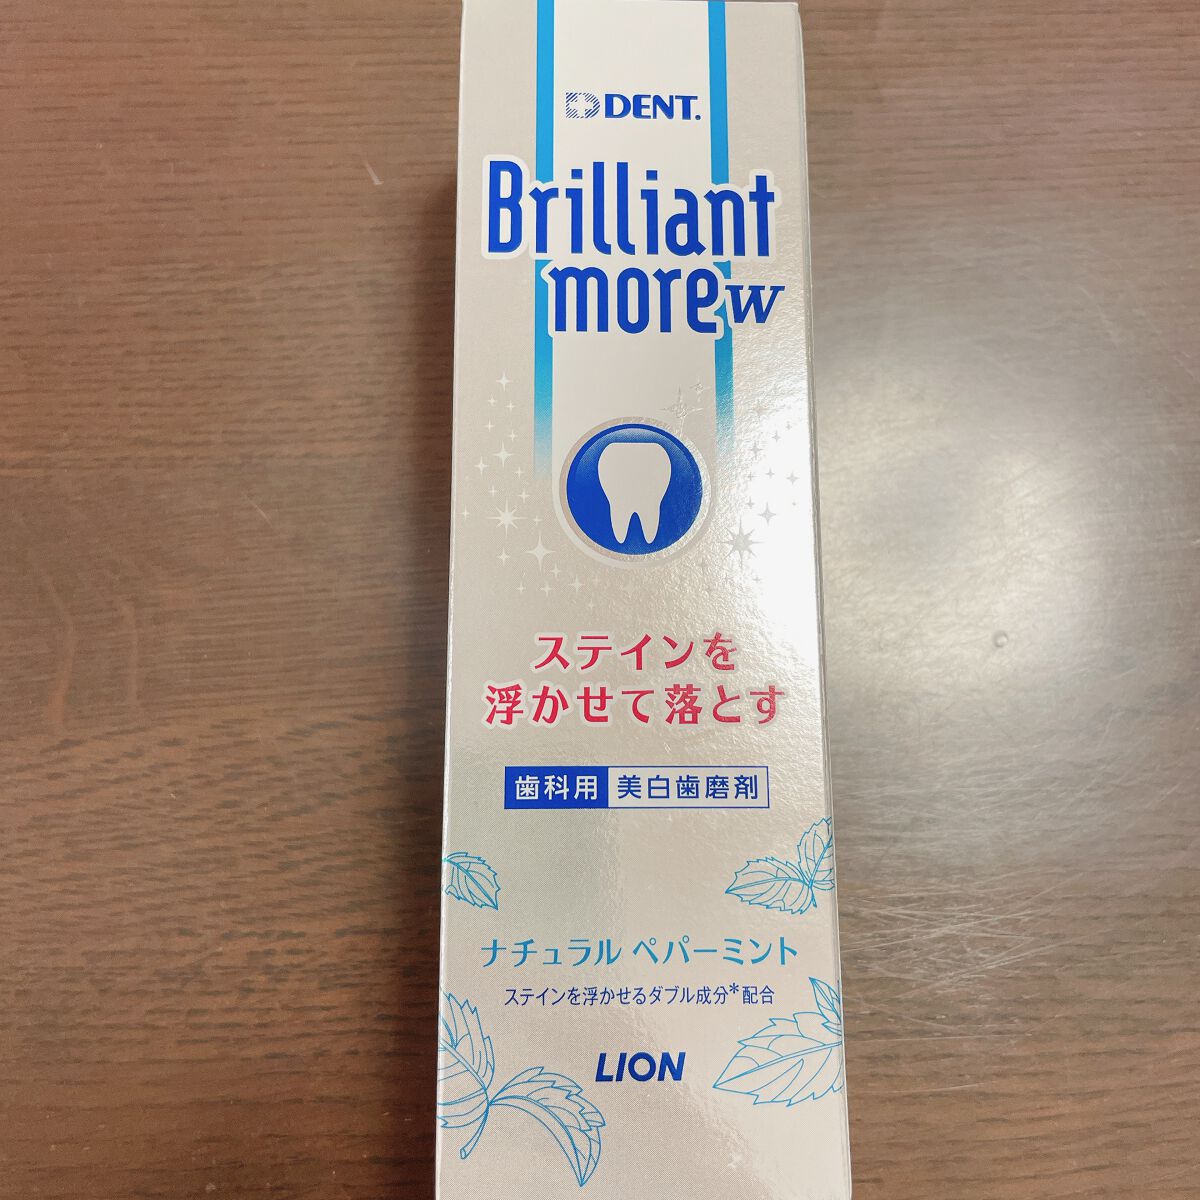 DENT.
Brilliant
more W
ステインを
浮かせて落とす
歯科用 美白歯磨剤
ナチュラル ペパーミント
ステインを浮かせるダブル成分*配合
LION